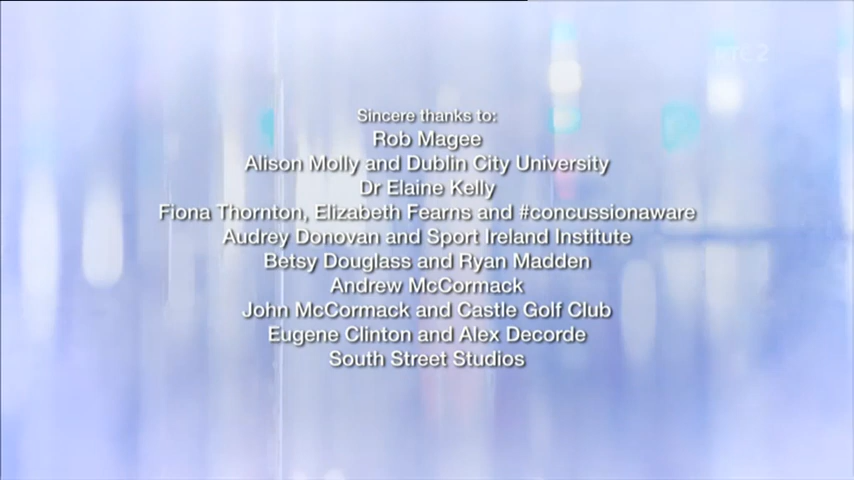 RTÉ 2
Sincere thanks to:
Rob Magee
Alison Molly and Dublin City University
Dr Elaine Kelly
Fiona Thornton, Elizabeth Fearns and #concussionaware
Audrey Donovan and Sport Ireland Institute
Betsy Douglass and Ryan Madden
Andrew McCormack
John McCormack and Castle Golf Club
Eugene Clinton and Alex Decorde
South Street Studios